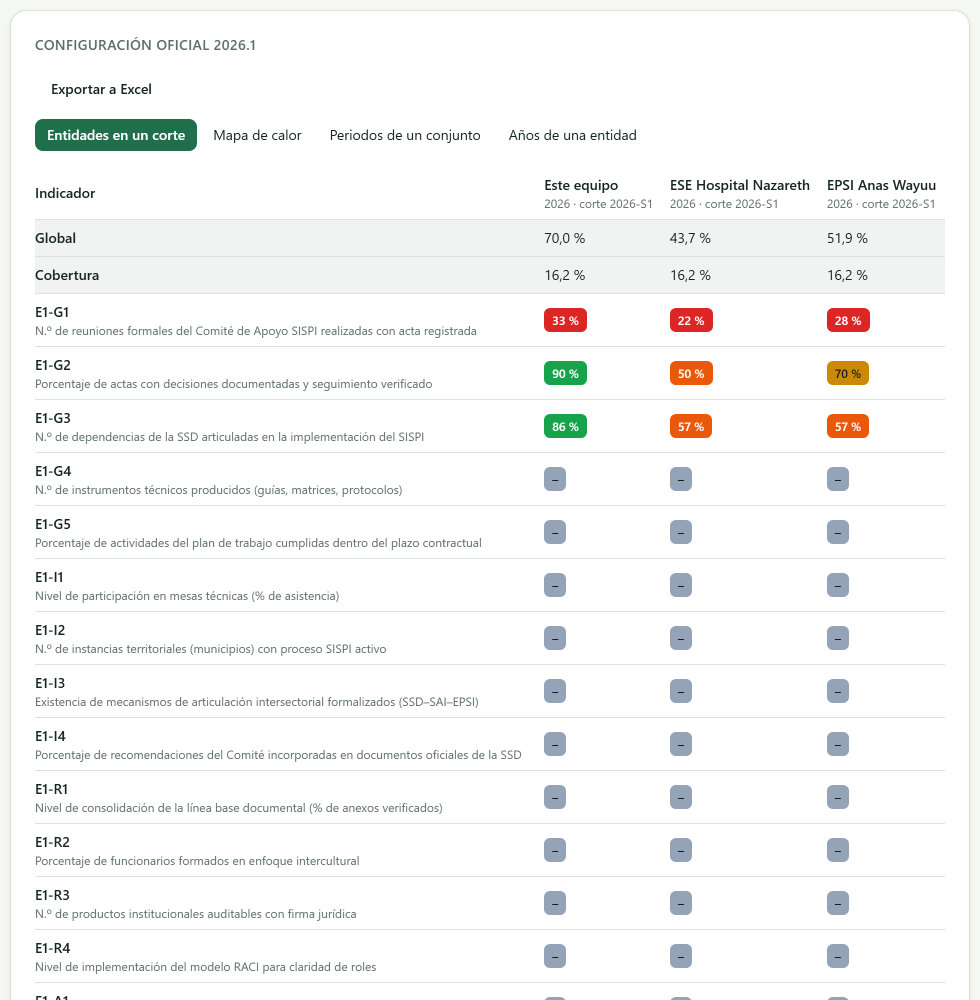 CONFIGURACIÓN OFICIAL 2026.1
Exportar a Excel
Entidades en un corte Mapa de calor Periodos de un conjunto Años de una entidad
Indicador Este equipo ESE Hospital Nazareth EPSI Anas Wayuu
2026 · corte 2026-S1 2026 · corte 2026-S1 2026 · corte 2026-S1
Global 70,0 % 43,7 % 51,9 %
Cobertura 16,2 % 16,2 % 16,2 %
E1-G1 33 % 22 % 28 %
N.º de reuniones formales del Comité de Apoyo SISPI realizadas con acta registrada
E1-G2 90 % 50 % 70 %
Porcentaje de actas con decisiones documentadas y seguimiento verificado
E1-G3 86 % 57 % 57 %
N.º de dependencias de la SSD articuladas en la implementación del SISPI
E1-G4 – – –
N.º de instrumentos técnicos producidos (guías, matrices, protocolos)
E1-G5 – – –
Porcentaje de actividades del plan de trabajo cumplidas dentro del plazo contractual
E1-I1 – – –
Nivel de participación en mesas técnicas (% de asistencia)
E1-I2 – – –
N.º de instancias territoriales (municipios) con proceso SISPI activo
E1-I3 – – –
Existencia de mecanismos de articulación intersectorial formalizados (SSD–SAI–EPSI)
E1-I4 – – –
Porcentaje de recomendaciones del Comité incorporadas en documentos oficiales de la SSD
E1-R1 – – –
Nivel de consolidación de la línea base documental (% de anexos verificados)
E1-R2 – – –
Porcentaje de funcionarios formados en enfoque intercultural
E1-R3 – – –
N.º de productos institucionales auditables con firma jurídica
E1-R4 – – –
Nivel de implementación del modelo RACI para claridad de roles
E1-A1